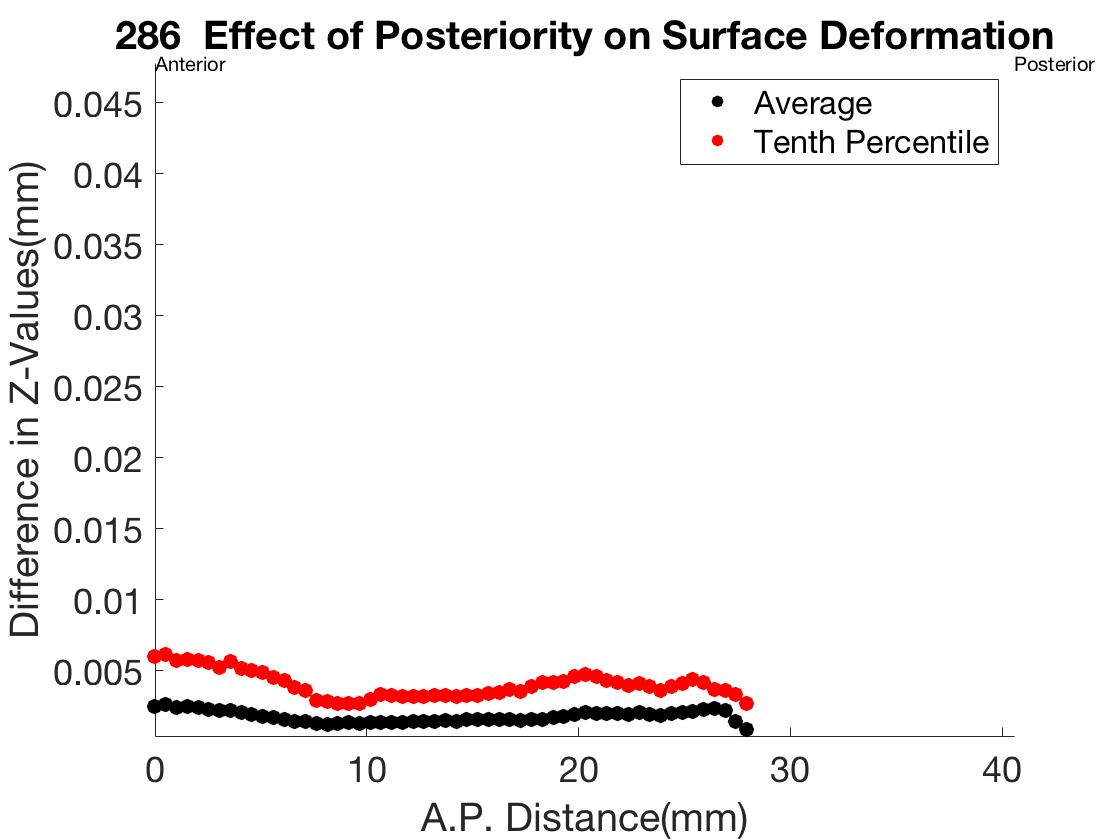 286  Effect of Posteriority on Surface Deformation
Anterior
Posterior
Average
Tenth Percentile
0.045
0.04
0.035
0.03
0.025
0.02
0.015
0.01
0.005
Difference in Z-Values(mm)
0
10
20
30
40
A.P. Distance(mm)